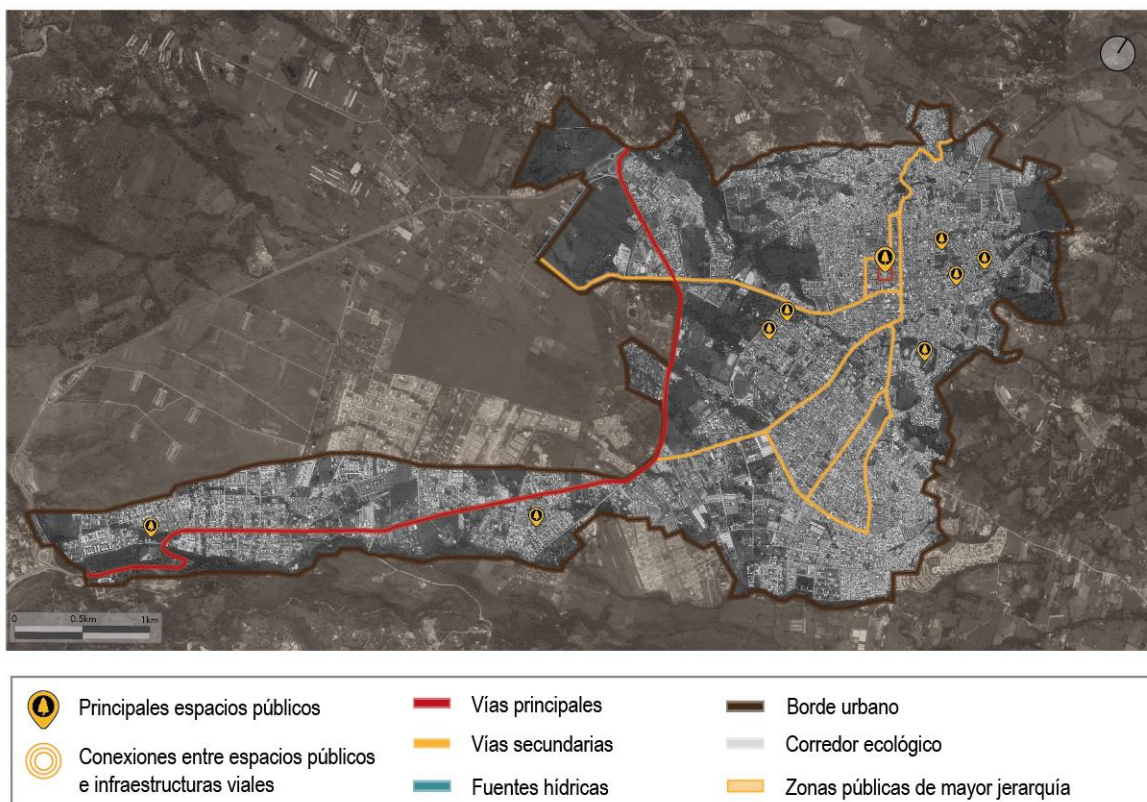 0 0.5km 1km
Principales espacios públicos
Conexiones entre espacios públicos
e infraestructuras viales
Vías principales
Vías secundarias
Fuentes hídricas
Borde urbano
Corredor ecológico
Zonas públicas de mayor jerarquía